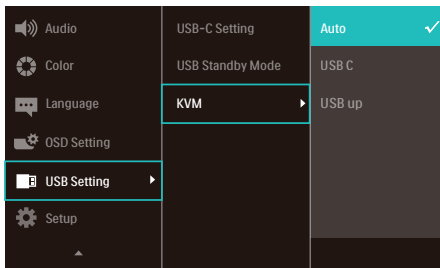 Audio
Color
Language
OSD Setting
USB Setting
Setup
USB-C Setting
USB Standby Mode
KVM
Auto
USB C
USB up